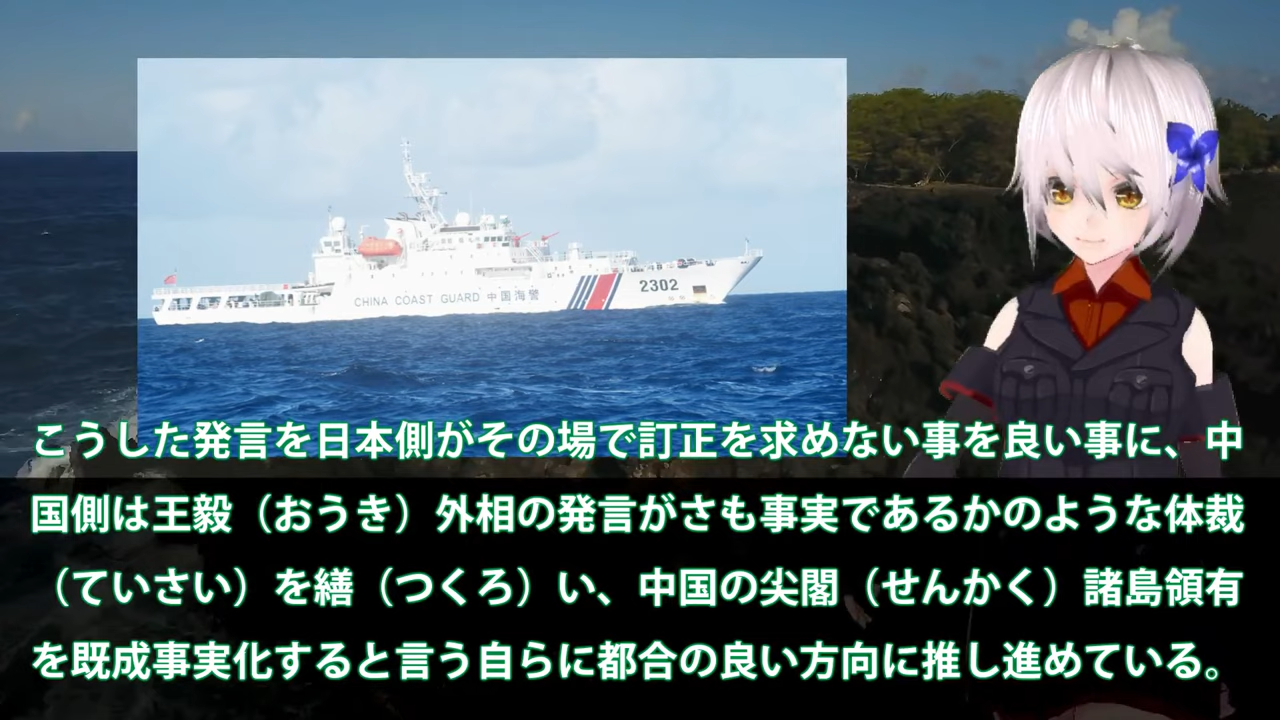 2302
CHINA COAST GUARD 中国海警
こうした発言を日本側がその場で訂正を求めない事を良い事に、中
国側は王毅（おうき）外相の発言がさも事実であるかのような体裁
（ていさい）を繕（つくろ）い、中国の尖閣（せんかく）諸島領有
を既成事実化すると言う自らに都合の良い方向に推し進めている。